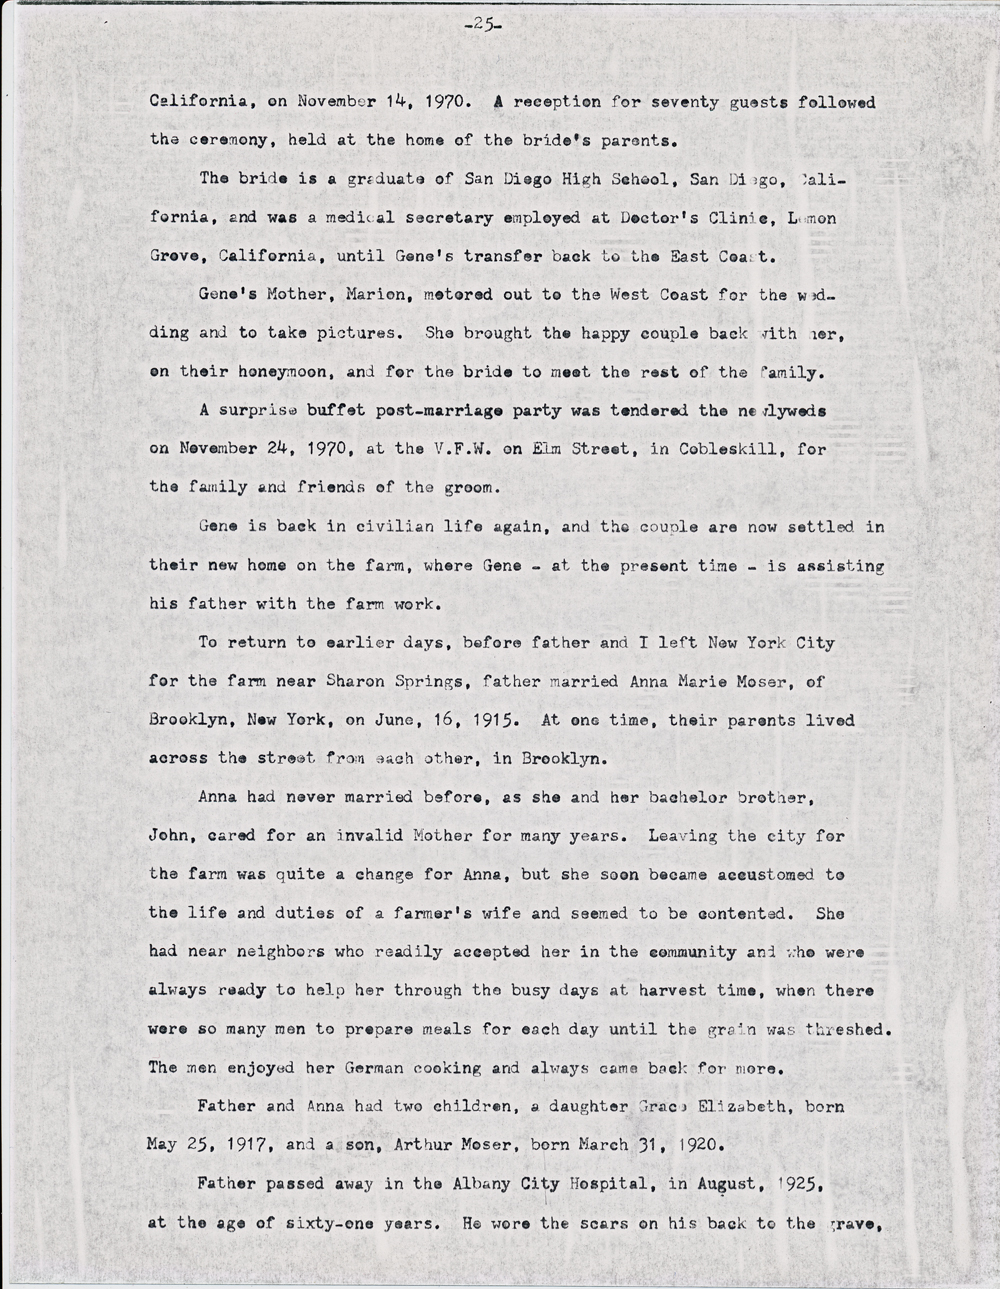 -25-
California, on November 14, 1970. A reception for seventy guests followed
the ceremony, held at the home of the bride's parents.
The bride is a graduate of San Diego High School, San Diego, Cali-
fornia, and was a medical secretary employed at Doctor's Clinic, Lemon
Grove, California, until Gene's transfer back to the East Coast.
Gene's Mother, Marion, motored out to the West Coast for the wed-
ding and to take pictures. She brought the happy couple back with her,
on their honeymoon, and for the bride to meet the rest of the family.
A surprise buffet post-marriage party was tendered the newlyweds
on November 24, 1970, at the V.F.W. on Elm Street, in Cobleskill, for
the family and friends of the groom.
Gene is back in civilian life again, and the couple are now settled in
their new home on the farm, where Gene - at the present time - is assisting
his father with the farm work.
To return to earlier days, before father and I left New York City
for the farm near Sharon Springs, father married Anna Marie Moser, of
Brooklyn, New York, on June, 16, 1915. At one time, their parents lived
across the street from each other, in Brooklyn.
Anna had never married before, as she and her bachelor brother,
John, cared for an invalid Mother for many years. Leaving the city for
the farm was quite a change for Anna, but she soon became accustomed to
the life and duties of a farmer's wife and seemed to be contented. She
had near neighbors who readily accepted her in the community and who were
always ready to help her through the busy days at harvest time, when there
were so many men to prepare meals for each day until the grain was threshed.
The men enjoyed her German cooking and always came back for more.
Father and Anna had two children, a daughter Grace Elizabeth, born
May 25, 1917, and a son, Arthur Moser, born March 31, 1920.
Father passed away in the Albany City Hospital, in August, 1925,
at the age of sixty-one years. He wore the scars on his back to the grave,